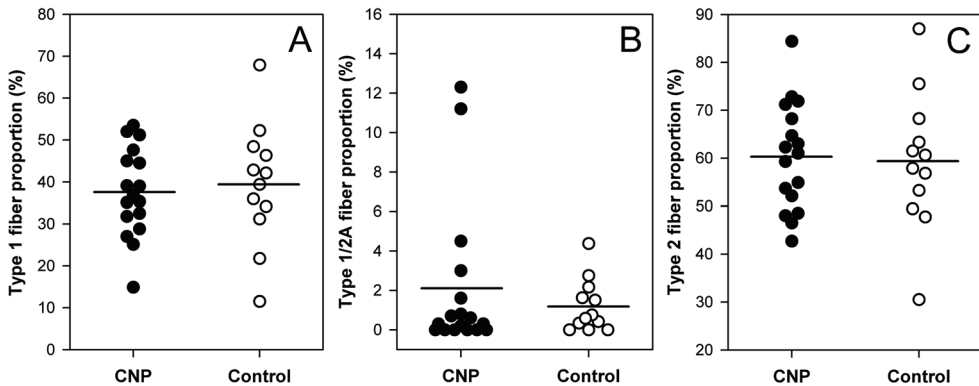 A
Type 1 fiber proportion (%)
80
70
60
50
40
30
20
10
0
CNP Control
B
Type 1/2A fiber proportion (%)
16
14
12
10
8
6
4
2
0
CNP Control
C
Type 2 fiber proportion (%)
90
80
70
60
50
40
30
20
CNP Control